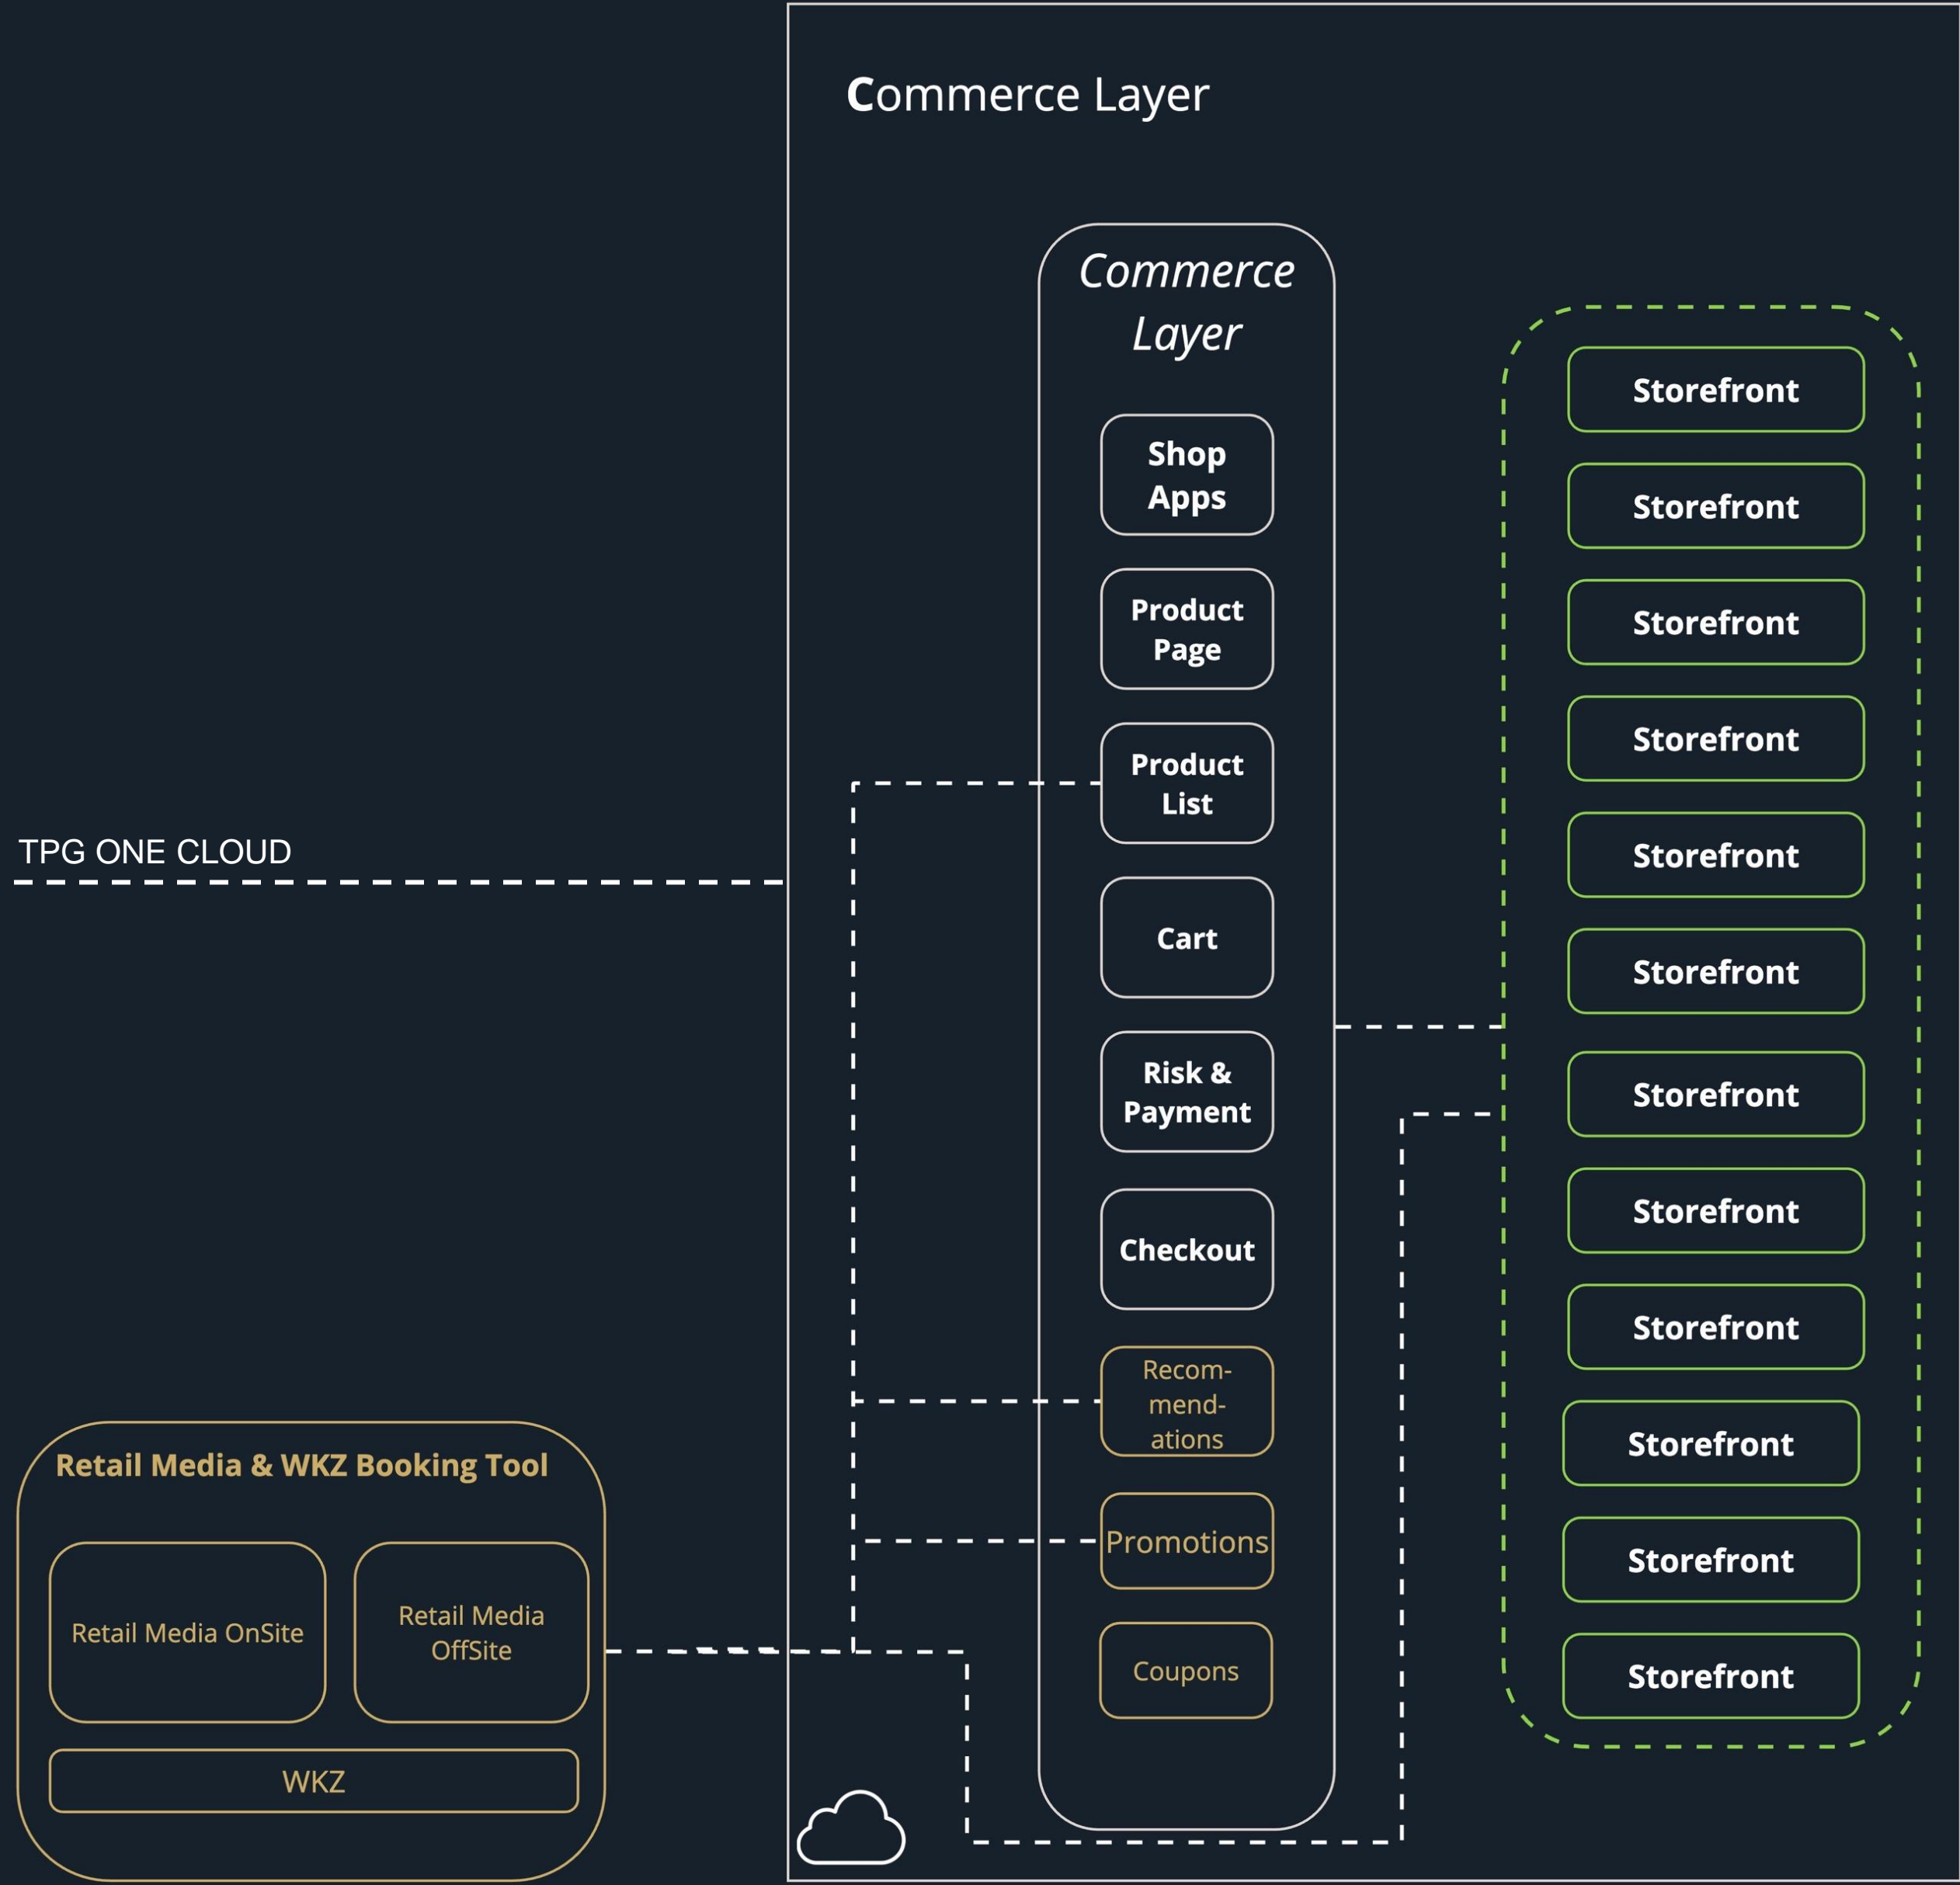 Commerce Layer
Commerce
Layer
Shop
Apps
Product
Page
Product
List
Cart
Risk &
Payment
Checkout
Recom-
mend-
ations
Promotions
Coupons
Storefront
Storefront
Storefront
Storefront
Storefront
Storefront
Storefront
Storefront
Storefront
Storefront
Storefront
Storefront
TPG ONE CLOUD
Retail Media & WKZ Booking Tool
Retail Media OnSite
Retail Media
OffSite
WKZ